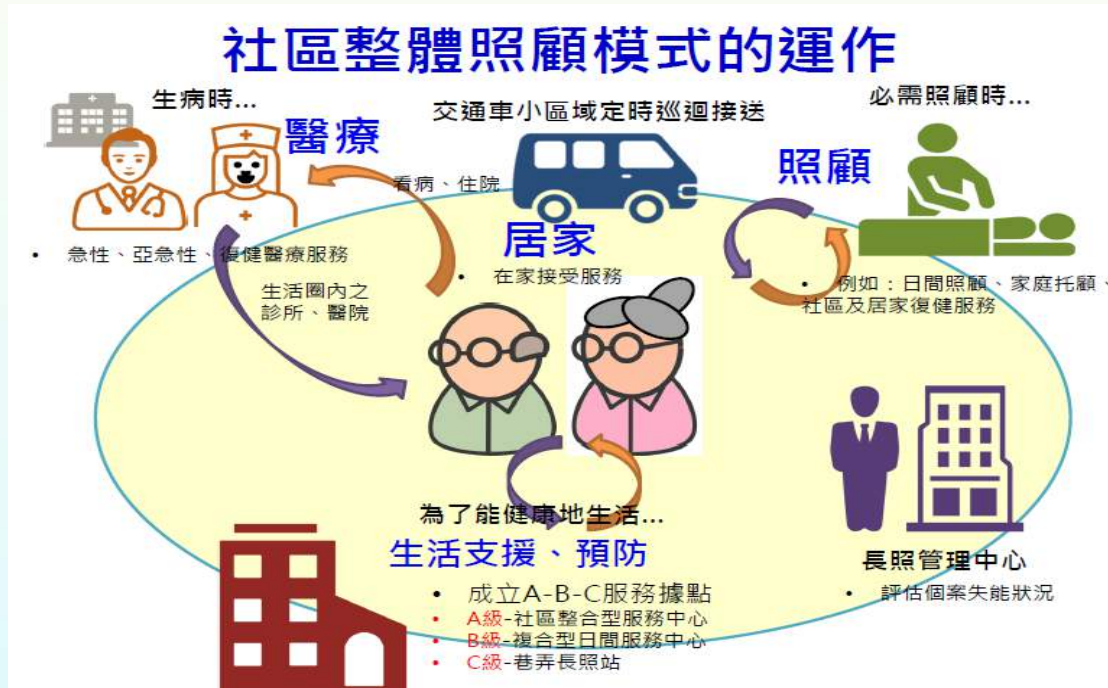 社區整體照顧模式的運作
生病時...
醫療
交通車小區域定時巡迴接送
必需照顧時...
照顧
看病、住院
• 急性、亞急性、復健醫療服務
生活圈內之
診所、醫院
居家
• 在家接受服務
• 例如：日間照顧、家庭托顧、
社區及居家復健服務
為了能健康地生活...
生活支援、預防
• 成立A-B-C服務據點
• A級-社區整合型服務中心
• B級-複合型日間服務中心
• C級-巷弄長照站
長照管理中心
• 評估個案失能狀況